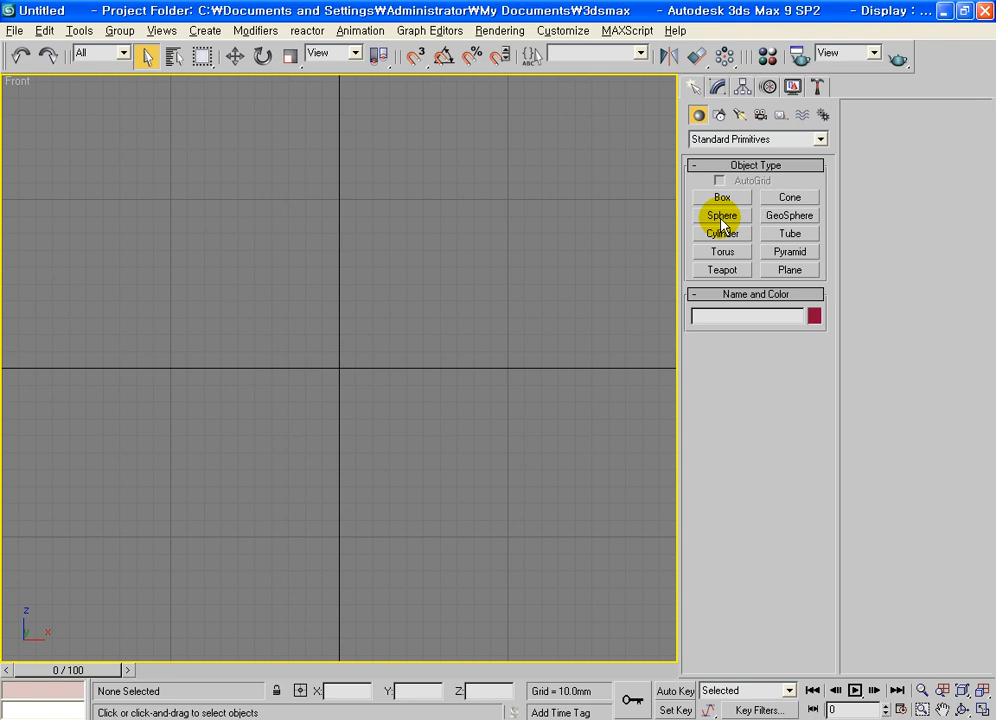 Untitled - Project Folder: C:₩Documents and Settings₩Administrator₩My Documents₩3dsmax - Autodesk 3ds Max 9 SP2 - Display : ...
File Edit Tools Group Views Create Modifiers reactor Animation Graph Editors Rendering Customize MAXScript Help
All View View
Front
Standard Primitives
- Object Type
AutoGrid
Box Cone
Sphere GeoSphere
Cylinder Tube
Torus Pyramid
Teapot Plane
- Name and Color
z
y x
< 0 / 100 >
None Selected X: Y: Z: Grid = 10.0mm Auto Key Selected
Click or click-and-drag to select objects Add Time Tag Set Key Key Filters... 0